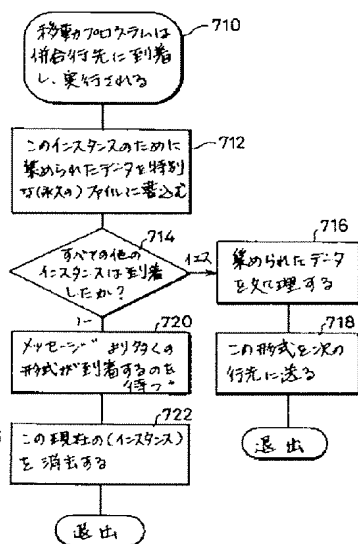 710
移動プログラムは
併合行先に到着
し、実行される
712
このインスタンスのために
集められたデータを特別
な(永久の)ファイルに書込む
714
すべての他の
インスタンスは到着
したか?
イエス
ノー
716
集められたデータ
を処理する
718
この形式を次の
行先に送る
退出
720
メッセージより多くの
形式が到着するのを
待つ
722
この現在の(インスタンス)
を消去する
退出